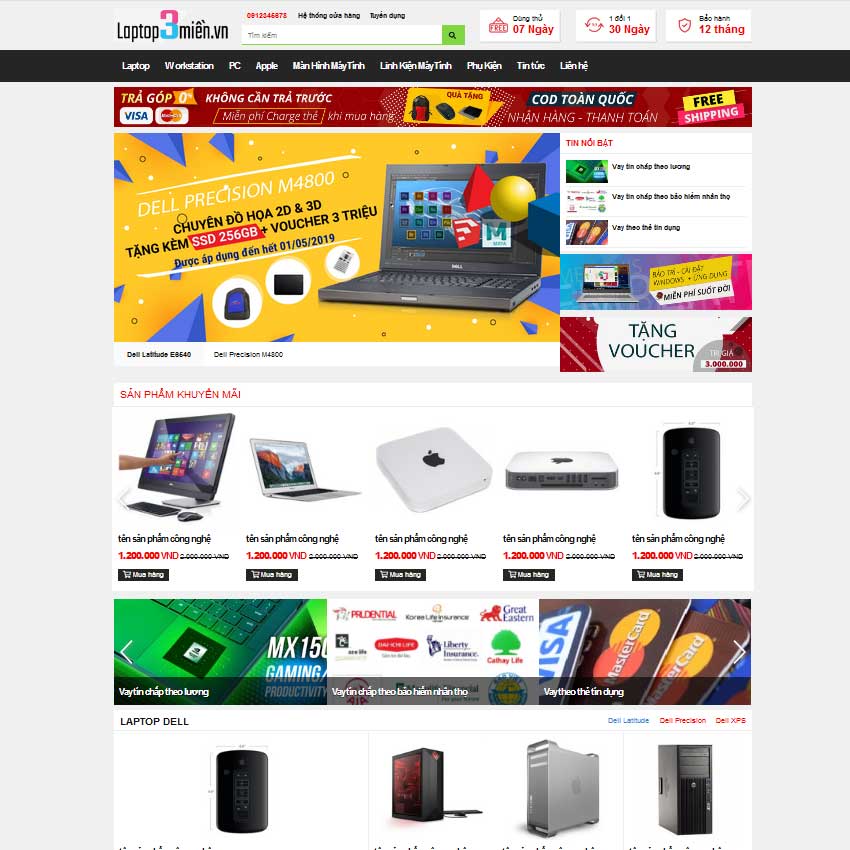 Laptop3miền.vn
0912345678 Hệ thống cửa hàng Tuyển dụng
Tìm kiếm
FREE
Dùng thử
07 Ngày
1 đổi 1
30 Ngày
Bảo hành
12 tháng
Laptop Workstation PC Apple Màn Hình Máy Tính Linh Kiện Máy Tính Phụ Kiện Tin tức Liên hệ
TRẢ GÓP 0%
KHÔNG CẦN TRẢ TRƯỚC
VISA MasterCard
Miễn phí Charge thẻ khi mua hàng
QUÀ TẶNG
COD TOÀN QUỐC
NHẬN HÀNG - THANH TOÁN
FREE
SHIPPING
DELL PRECISION M4800
CHUYÊN ĐỒ HỌA 2D & 3D
TẶNG KÈM SSD 256GB + VOUCHER 3 TRIỆU
Được áp dụng đến hết 01/05/2019
DELL
M
Dell Latitude E6540 Dell Precision M4800
TIN NỔI BẬT
Vay tín chấp theo lương
Vay tín chấp theo bảo hiểm nhân thọ
Vay theo thẻ tín dụng
BẢO TRÌ - CÀI ĐẶT
WINDOWS + ỨNG DỤNG
MIỄN PHÍ SUỐT ĐỜI
TẶNG
VOUCHER
TRỊ GIÁ
3.000.000
SẢN PHẨM KHUYẾN MÃI
tên sản phẩm công nghệ
1.200.000 VND 2.000.000 VND
Mua hàng
tên sản phẩm công nghệ
1.200.000 VND 2.000.000 VND
Mua hàng
tên sản phẩm công nghệ
1.200.000 VND 2.000.000 VND
Mua hàng
tên sản phẩm công nghệ
1.200.000 VND 2.000.000 VND
Mua hàng
tên sản phẩm công nghệ
1.200.000 VND 2.000.000 VND
Mua hàng
MX150
GAMING/
PRODUCTIVITY
Vay tín chấp theo lương
PRUDENTIAL
Korea Life Insurance
Great Eastern
ace life
DAI-ICHI LIFE
Liberty Insurance.
Cathay Life
AIA
Vay tín chấp theo bảo hiểm nhân thọ
VISA
MasterCard
MasterCard
Vay theo thẻ tín dụng
LAPTOP DELL
Dell Latitude Dell Precision Dell XPS